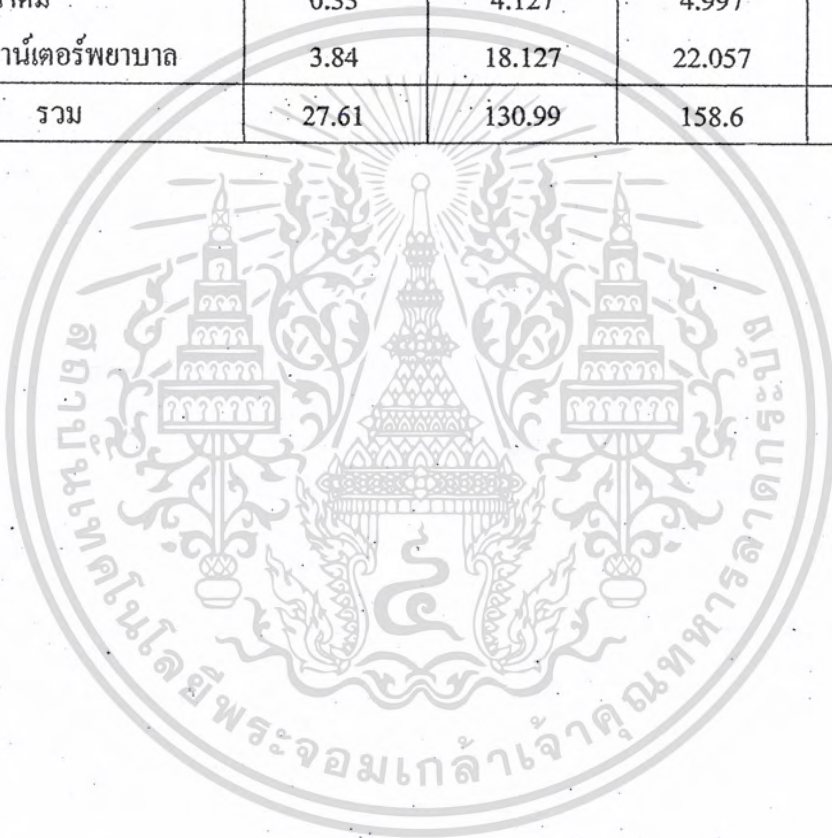 0.33 4.127 4.997
าน์เตอร์พยาบาล 3.84 18.127 22.057
รวม 27.61 130.99 158.6
สถาบันเทคโนโลยีพระจอมเกล้าเจ้าคุณทหารลาดกระบัง